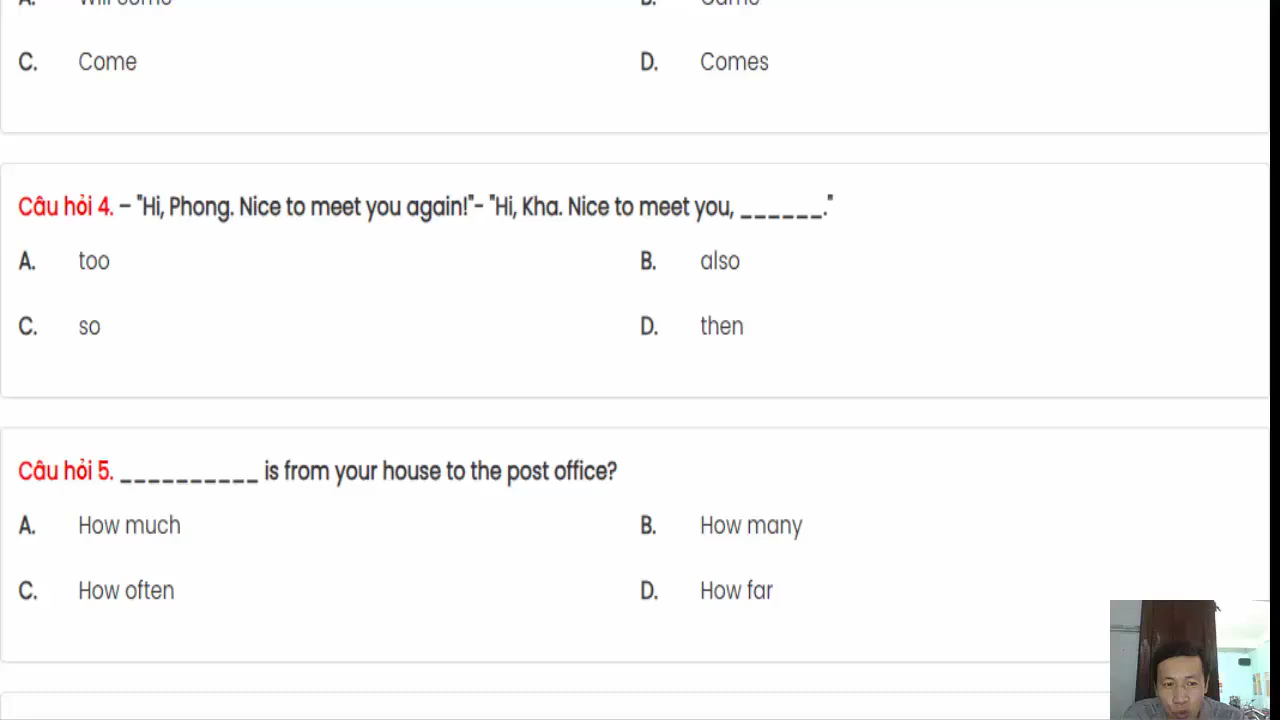 C. Come D. Comes
Câu hỏi 4. – "Hi, Phong. Nice to meet you again!"- "Hi, Kha. Nice to meet you, ______."
A. too B. also
C. so D. then
Câu hỏi 5. __________ is from your house to the post office?
A. How much B. How many
C. How often D. How far